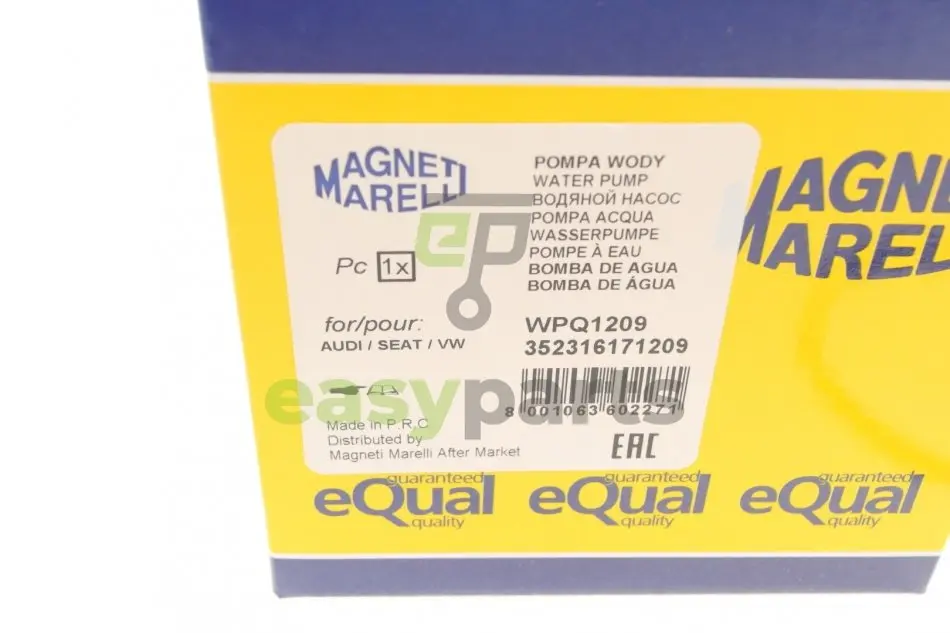 MAGNETI
MARELLI
Pc 1x
for/pour:
AUDI / SEAT / VW
Made in P.R.C
Distributed by
Magneti Marelli After Market
POMPA WODY
WATER PUMP
ВОДЯНОЙ НАСОС
POMPA ACQUA
WASSERPUMPE
POMPE À EAU
BOMBA DE AGUA
BOMBA DE ÁGUA
WPQ1209
352316171209
8 001063 602271
EAC
ep
easyparts
MAGNE
MARELL
guaranteed
eQual
quality
guaranteed
eQual
quality
guaranteed
eQual
quality